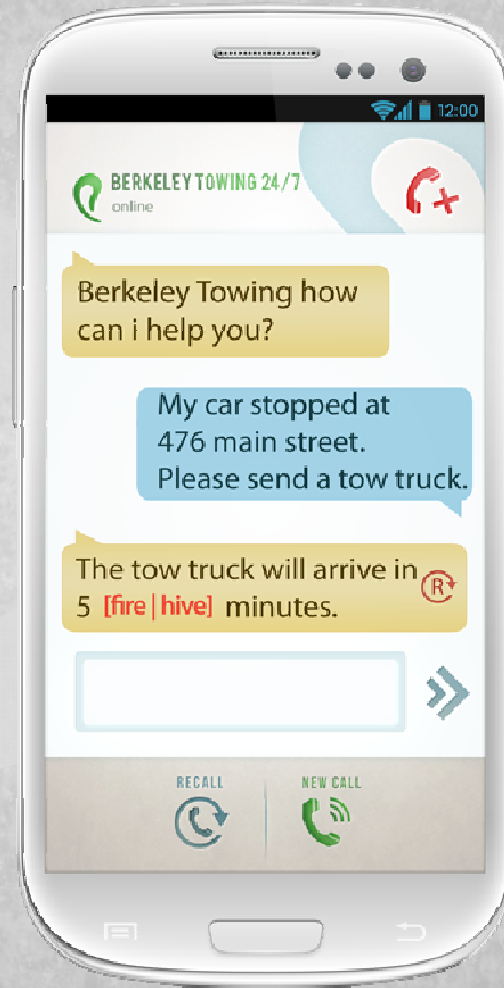 12:00
BERKELEY TOWING 24/7
online
Berkeley Towing how
can i help you?
My car stopped at
476 main street.
Please send a tow truck.
The tow truck will arrive in
R
5 [fire|hive] minutes.
RECALL
NEW CALL